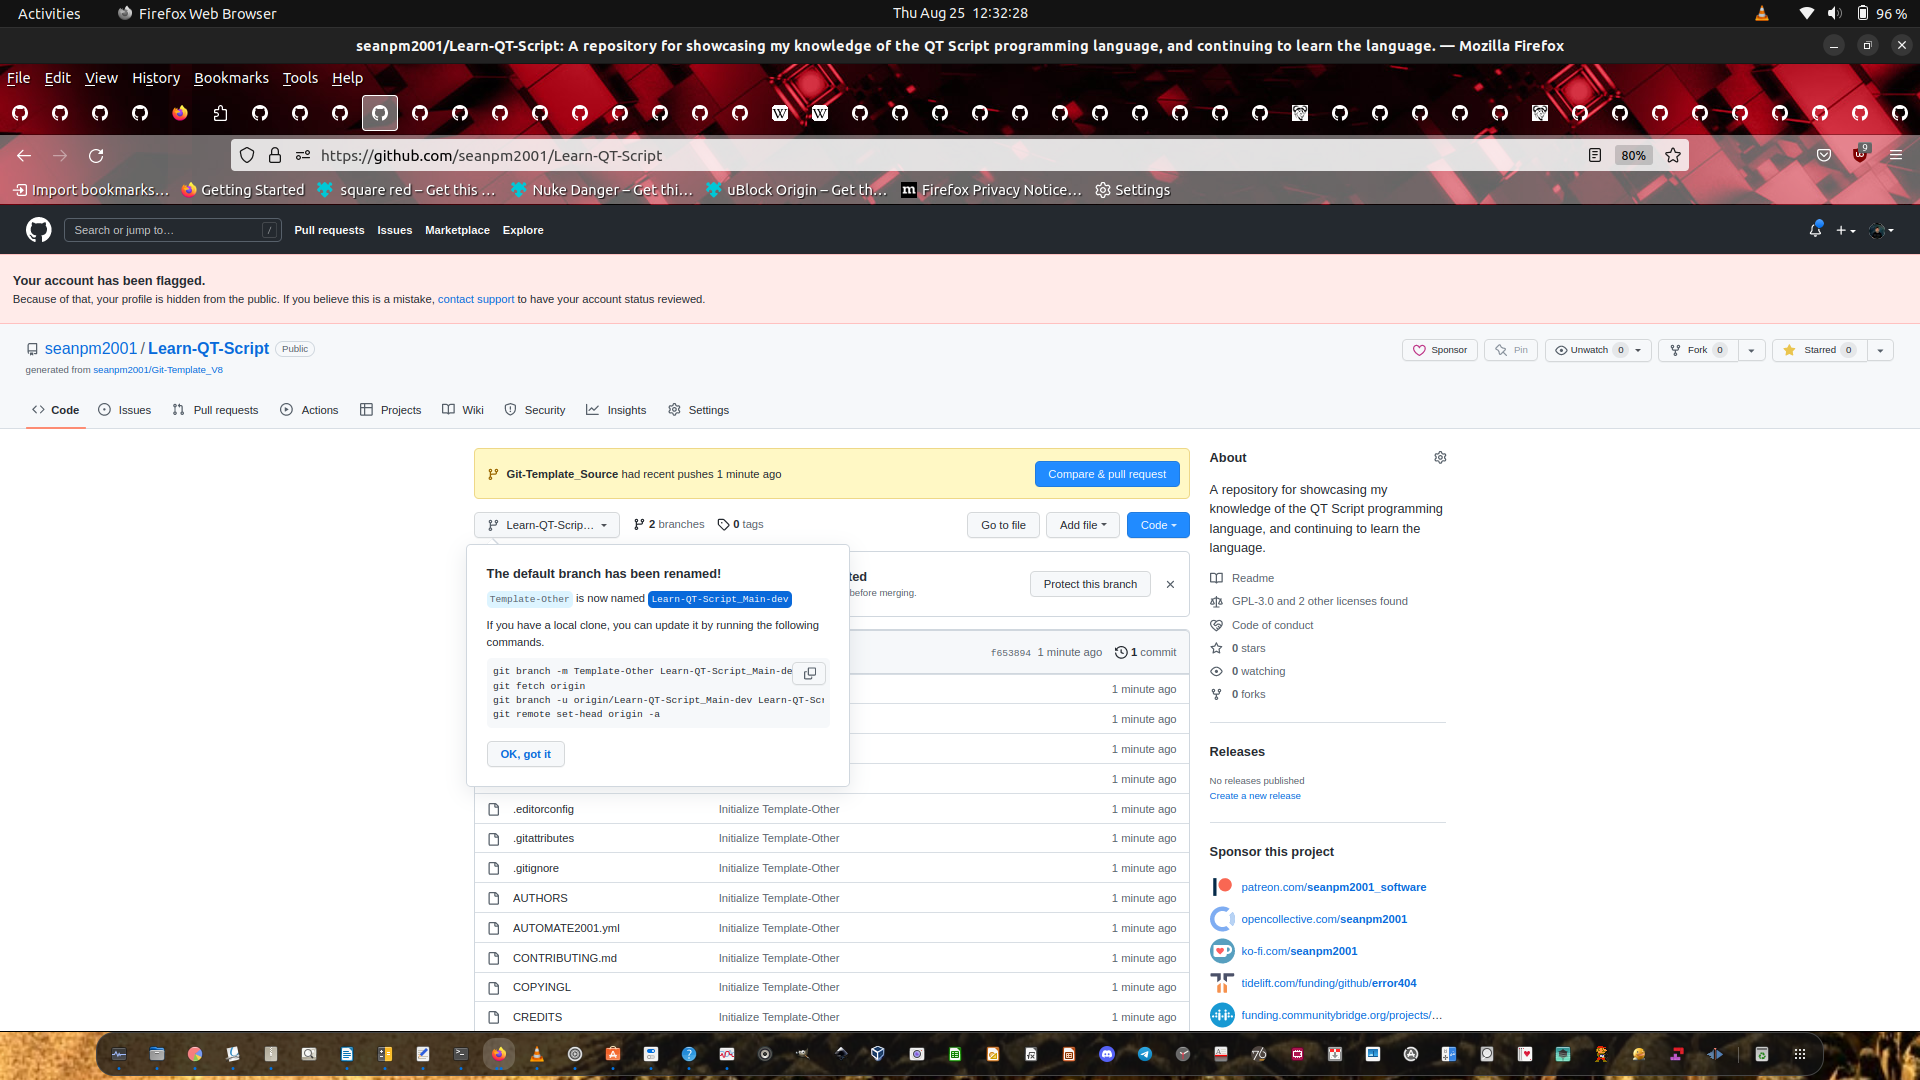 Activities
Firefox Web Browser
Thu Aug 25  12:32:28
96 %
seanpm2001/Learn-QT-Script: A repository for showcasing my knowledge of the QT Script programming language, and continuing to learn the language. — Mozilla Firefox
File Edit View History Bookmarks Tools Help
https://github.com/seanpm2001/Learn-QT-Script
80%
9
Import bookmarks…
Getting Started
square red – Get this …
Nuke Danger – Get thi…
uBlock Origin – Get th…
Firefox Privacy Notice…
Settings
Search or jump to…
/
Pull requests
Issues
Marketplace
Explore
Your account has been flagged.
Because of that, your profile is hidden from the public. If you believe this is a mistake, contact support to have your account status reviewed.
seanpm2001 / Learn-QT-Script
Public
Sponsor
Pin
Unwatch 0
Fork 0
Starred 0
generated from seanpm2001/Git-Template_V8
Code
Issues
Pull requests
Actions
Projects
Wiki
Security
Insights
Settings
Git-Template_Source had recent pushes 1 minute ago
Compare & pull request
Learn-QT-Scrip…
2 branches
0 tags
Go to file
Add file
Code
The default branch has been renamed!
Template-Other is now named Learn-QT-Script_Main-dev
If you have a local clone, you can update it by running the following
commands.
git branch -m Template-Other Learn-QT-Script_Main-de
git fetch origin
git branch -u origin/Learn-QT-Script_Main-dev Learn-QT-Scr
git remote set-head origin -a
OK, got it
ted
before merging.
Protect this branch
f653894
1 minute ago
1 commit
1 minute ago
1 minute ago
1 minute ago
1 minute ago
.editorconfig Initialize Template-Other 1 minute ago
.gitattributes Initialize Template-Other 1 minute ago
.gitignore Initialize Template-Other 1 minute ago
AUTHORS Initialize Template-Other 1 minute ago
AUTOMATE2001.yml Initialize Template-Other 1 minute ago
CONTRIBUTING.md Initialize Template-Other 1 minute ago
COPYINGL Initialize Template-Other 1 minute ago
CREDITS Initialize Template-Other 1 minute ago
About
A repository for showcasing my
knowledge of the QT Script programming
language, and continuing to learn the
language.
Readme
GPL-3.0 and 2 other licenses found
Code of conduct
0 stars
0 watching
0 forks
Releases
No releases published
Create a new release
Sponsor this project
patreon.com/seanpm2001_software
opencollective.com/seanpm2001
ko-fi.com/seanpm2001
tidelift.com/funding/github/error404
funding.communitybridge.org/projects/…